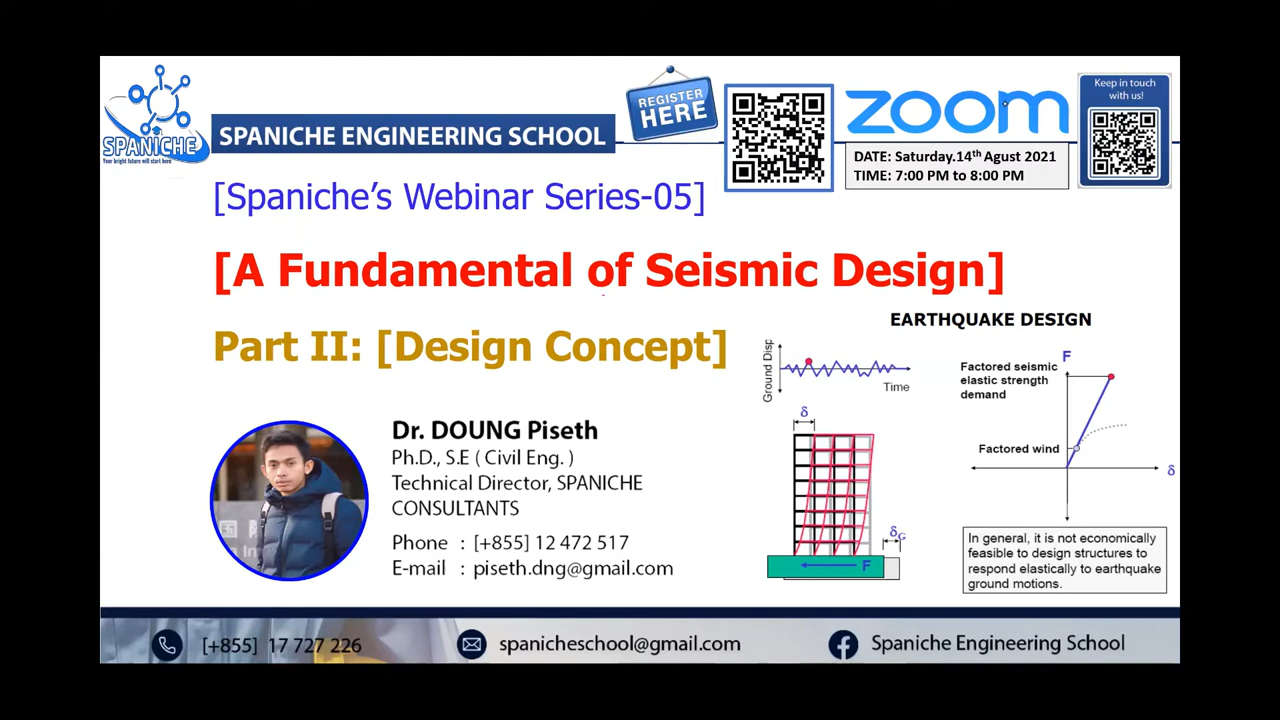 SPANICHE
Your bright future will start here
SPANICHE ENGINEERING SCHOOL
REGISTER
HERE
zoom
DATE: Saturday.14th Agust 2021
TIME: 7:00 PM to 8:00 PM
Keep in touch
with us!
[Spaniche’s Webinar Series-05]
[A Fundamental of Seismic Design]
Part II: [Design Concept]
EARTHQUAKE DESIGN
Ground Disp
Time
δ
δG
F
F
Factored seismic
elastic strength
demand
Factored wind
δ
In general, it is not economically
feasible to design structures to
respond elastically to earthquake
ground motions.
Dr. DOUNG Piseth
Ph.D., S.E ( Civil Eng. )
Technical Director, SPANICHE
CONSULTANTS
Phone : [+855] 12 472 517
E-mail : piseth.dng@gmail.com
[+855] 17 727 226
spanicheschool@gmail.com
Spaniche Engineering School